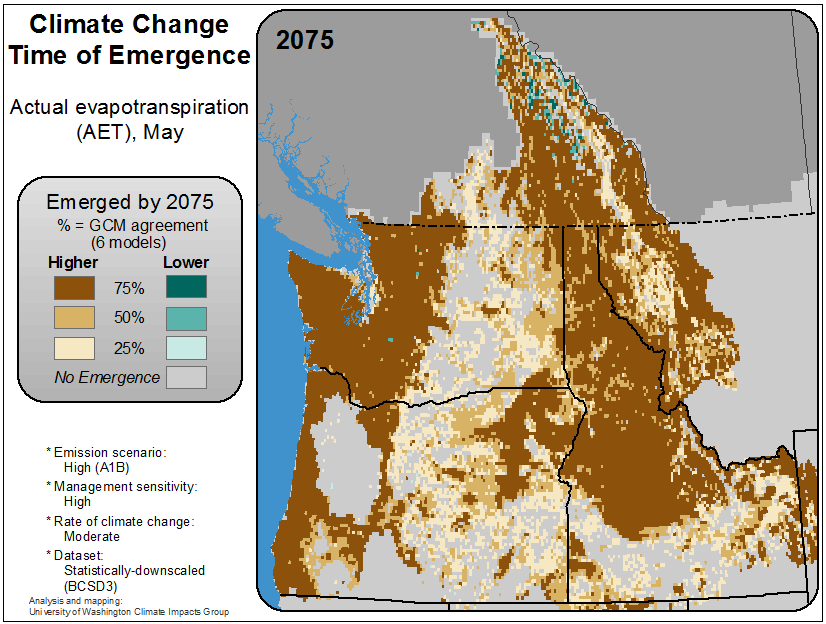 Climate Change
Time of Emergence
Actual evapotranspiration
(AET), May
Emerged by 2075
% = GCM agreement
(6 models)
Higher Lower
75%
50%
25%
No Emergence
* Emission scenario:
High (A1B)
* Management sensitivity:
High
* Rate of climate change:
Moderate
* Dataset:
Statistically-downscaled
(BCSD3)
Analysis and mapping:
University of Washington Climate Impacts Group
2075